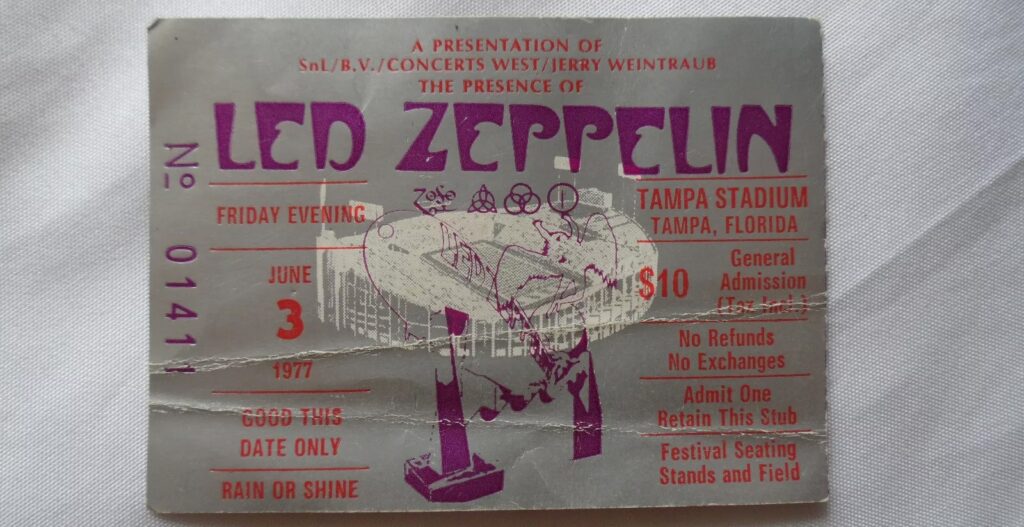 A PRESENTATION OF
SnL/B.V./CONCERTS WEST/JERRY WEINTRAUB
THE PRESENCE OF
LED ZEPPELIN
No 01411
FRIDAY EVENING
JUNE
3
1977
GOOD THIS
DATE ONLY
RAIN OR SHINE
ZoSo
TAMPA STADIUM
TAMPA, FLORIDA
$10 General
Admission
(Tax Incl.)
No Refunds
No Exchanges
Admit One
Retain This Stub
Festival Seating
Stands and Field